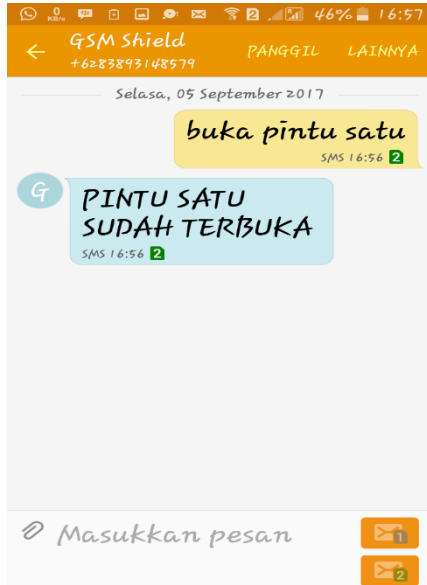 0
KB/s
2
46%
16:57
GSM Shield
+6283893148579
PANGGIL
LAINNYA
Selasa, 05 September 2017
buka pintu satu
SMS 16:56 2
G
PINTU SATU
SUDAH TERBUKA
SMS 16:56 2
Masukkan pesan
1
2